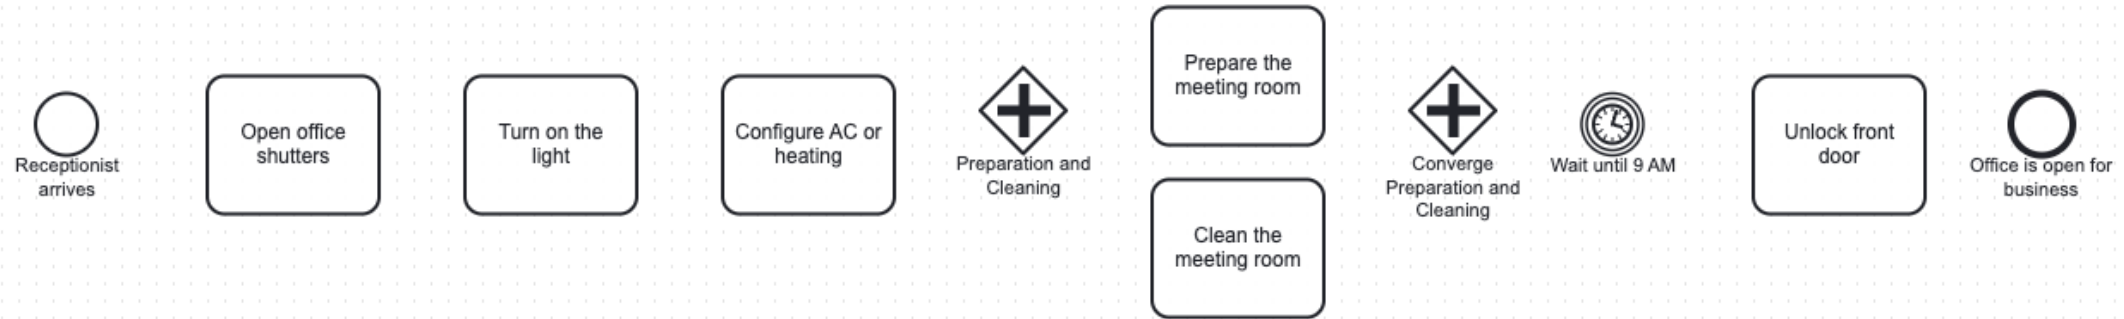 Receptionist
arrives
Open office
shutters
Turn on the
light
Configure AC or
heating
Preparation and
Cleaning
Prepare the
meeting room
Clean the
meeting room
Converge
Preparation and
Cleaning
Wait until 9 AM
Unlock front
door
Office is open for
business